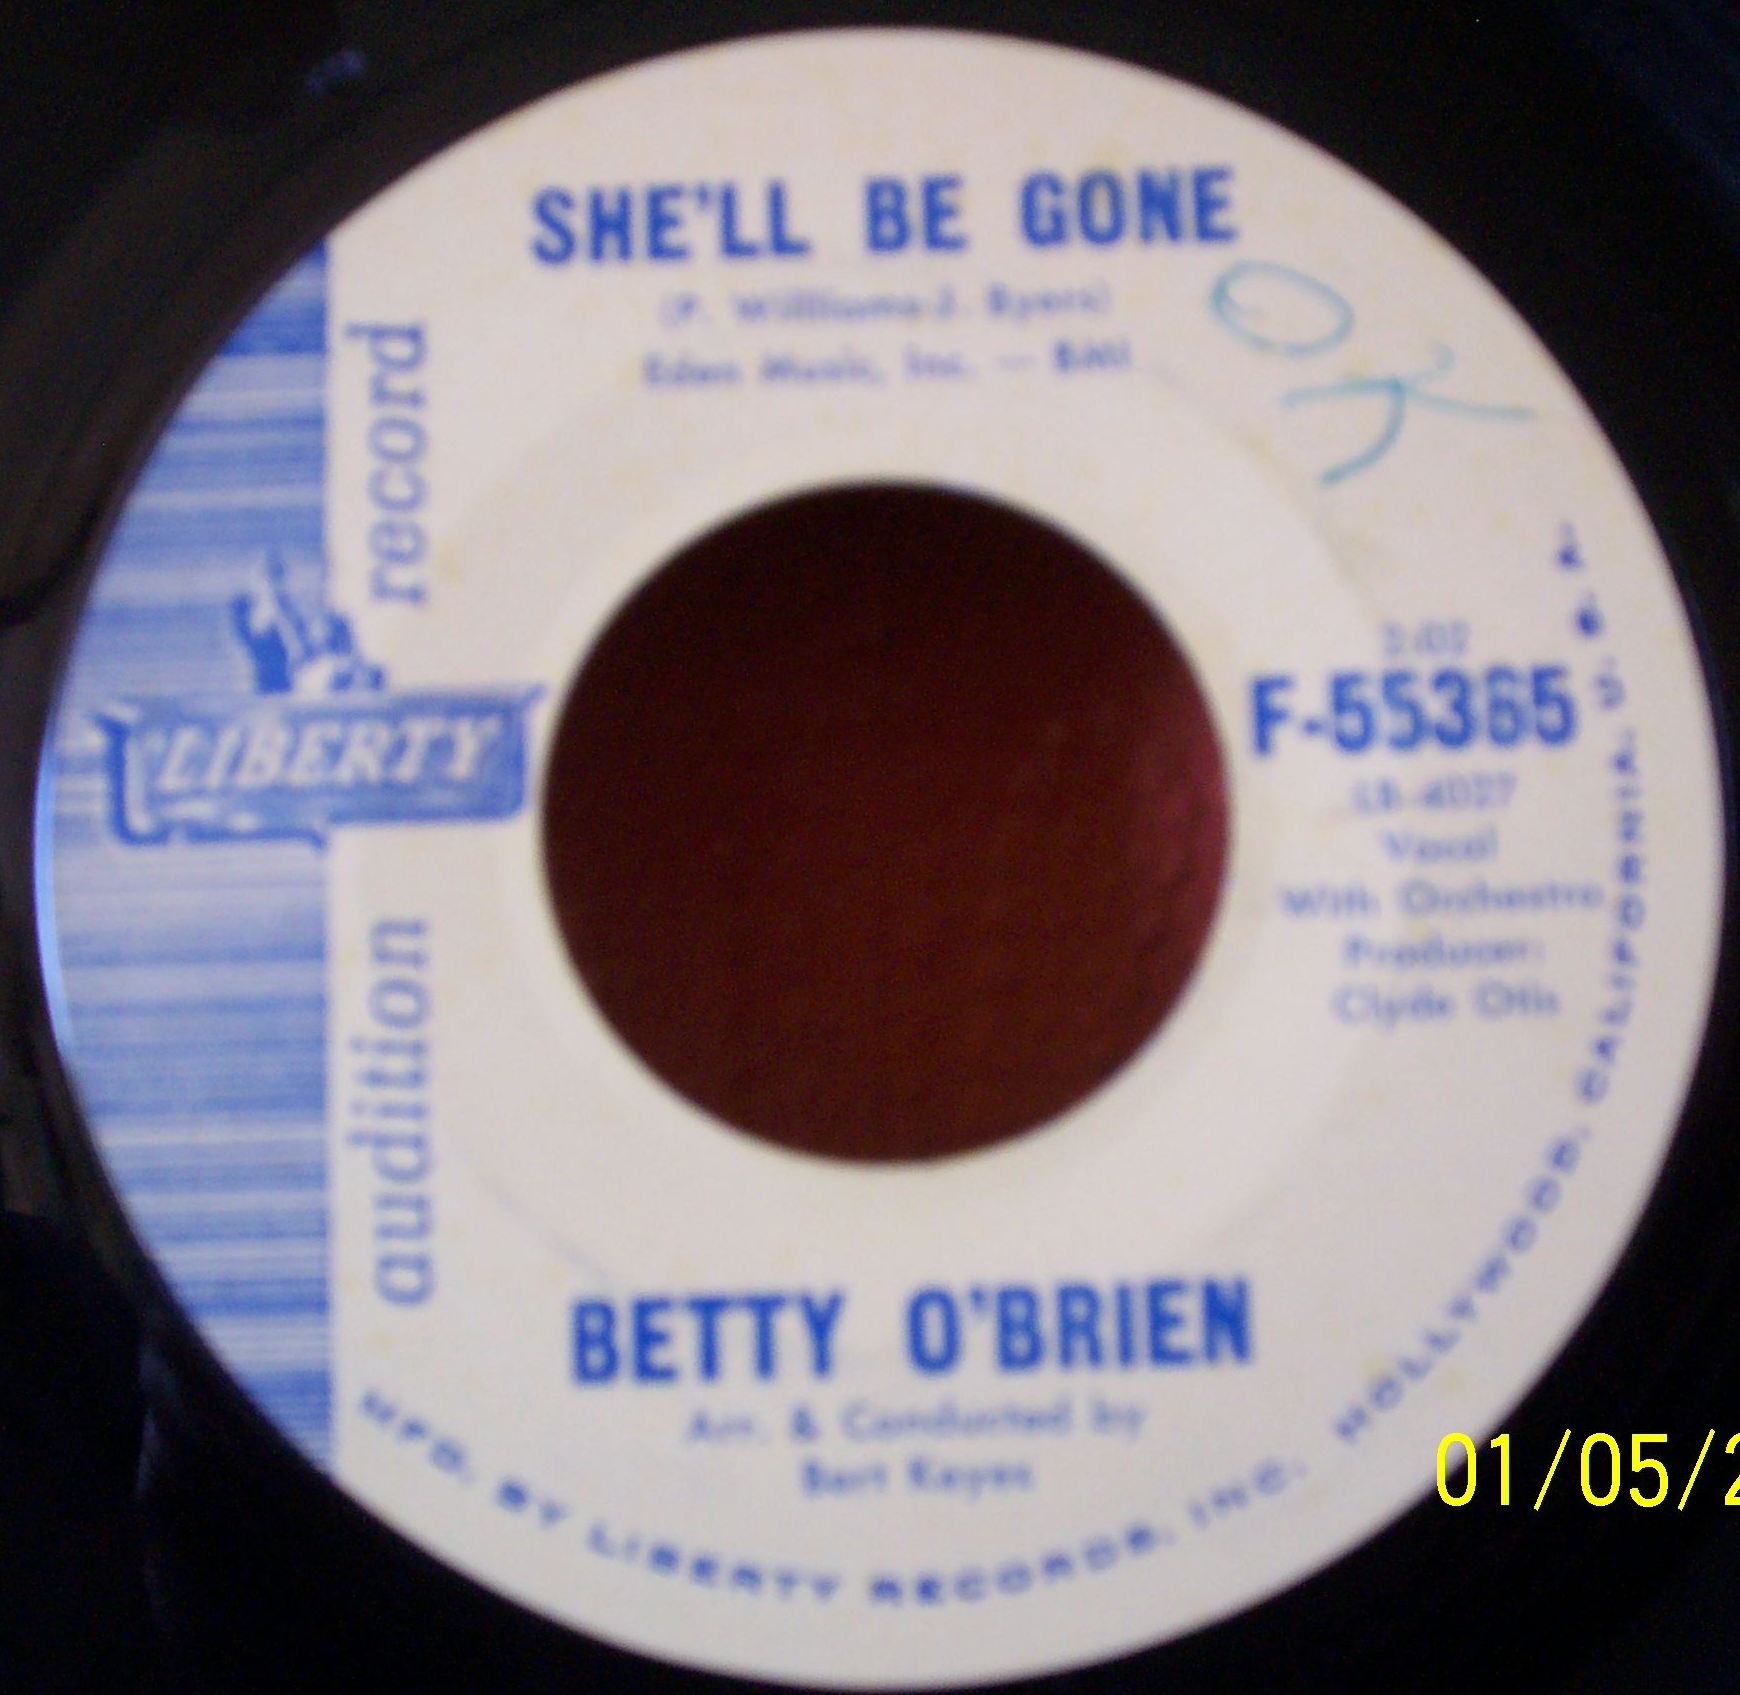 SHE'LL BE GONE
(P. Williams-J. Byers)
Eden Music, Inc. — BMI
OK
record
LIBERTY
audition
2:02
F-55365
LB-4027
Vocal
With Orchestra
Producer:
Clyde Otis
BETTY O'BRIEN
Arr. & Conducted by
Bert Keyes
MFD. BY LIBERTY RECORDS, INC. HOLLYWOOD, CALIFORNIA, U.S.A.
01/05/2